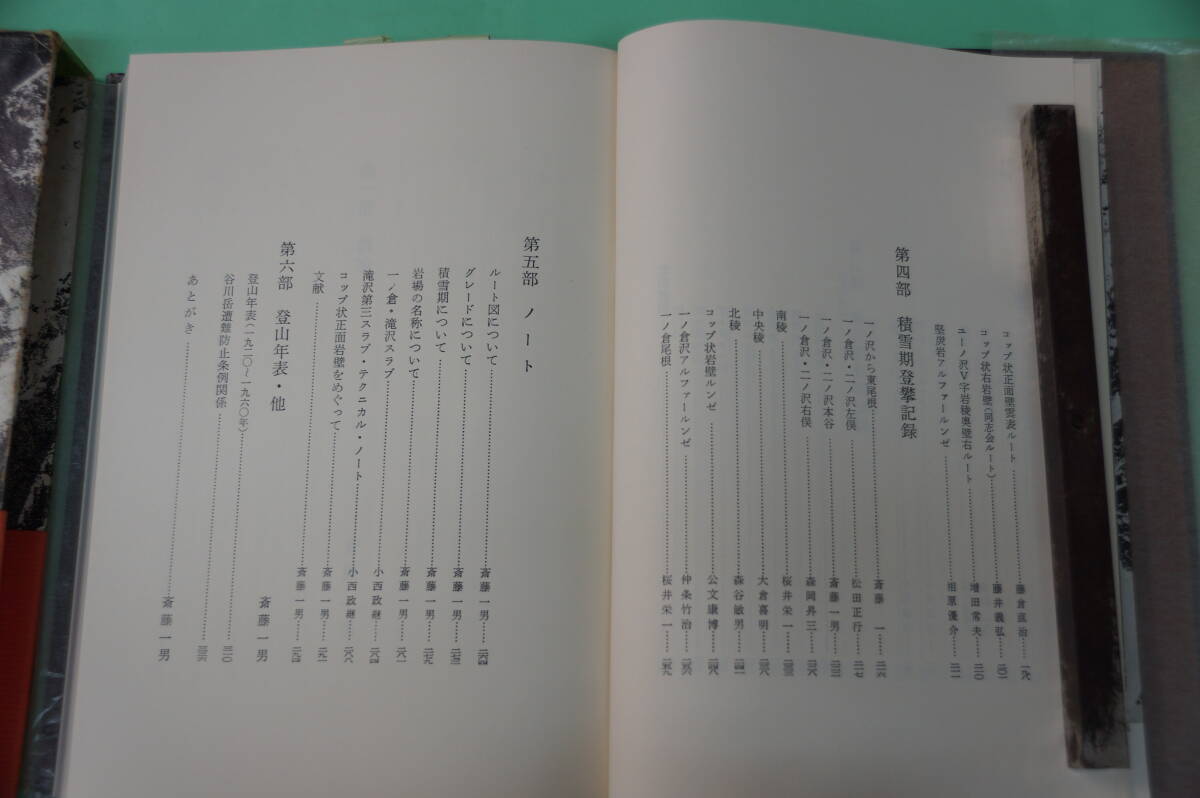 コップ状正面壁雲表ルート……藤倉直治……
コップ状右岩壁(同志会ルート)……藤井義弘……
ユーノ沢V字岩稜奥壁右ルート……増田常夫……
堅炭岩アルファールンゼ……相原優介……
第四部 積雪期登攀記録
一ノ沢から東尾根……斎藤 一……
一ノ倉沢・二ノ沢左俣……松田正行……
一ノ倉沢・二ノ沢本谷……斎藤一男……
一ノ倉沢・二ノ沢右俣……森岡舟三……
南稜……桜井栄一……
中央稜……大倉喜明……
北稜……森谷敏男……
コップ状岩壁ルンゼ……公文康博……
一ノ倉沢アルファールンゼ……仲条竹治……
一ノ倉尾根……桜井栄一……
第五部 ノート
ルート図について……斎藤一男……
グレードについて……斎藤一男……
積雪期について……斎藤一男……
岩場の名称について……斎藤一男……
一ノ倉・滝沢スラブ……
滝沢第三スラブ・テクニカル・ノート……小西政継……
コップ状正面岩壁をめぐって……斎藤一男……
文献……斎藤一男……
第六部 登山年表・他
登山年表(一九二〇〜一九六〇年)……斎藤一男
谷川岳遭難防止条例関係……
あとがき……斎藤一男